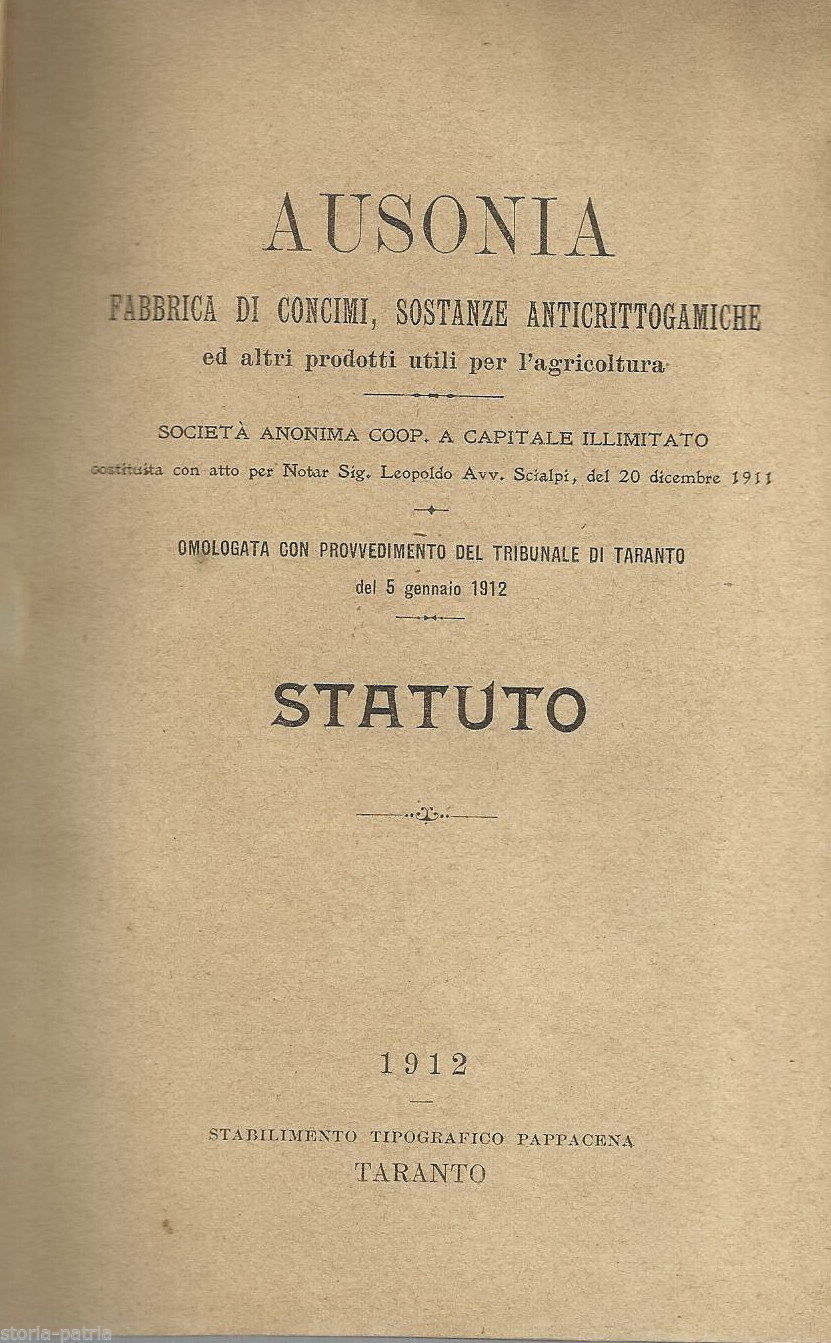 AUSONIA
FABBRICA DI CONCIMI, SOSTANZE ANTICRITTOGAMICHE
ed altri prodotti utili per l'agricoltura
SOCIETÀ ANONIMA COOP. A CAPITALE ILLIMITATO
costituita con atto per Notar Sig. Leopoldo Avv. Scialpi, del 20 dicembre 1911
OMOLOGATA CON PROVVEDIMENTO DEL TRIBUNALE DI TARANTO
del 5 gennaio 1912
STATUTO
1912
STABILIMENTO TIPOGRAFICO PAPPACENA
TARANTO
storia-patria